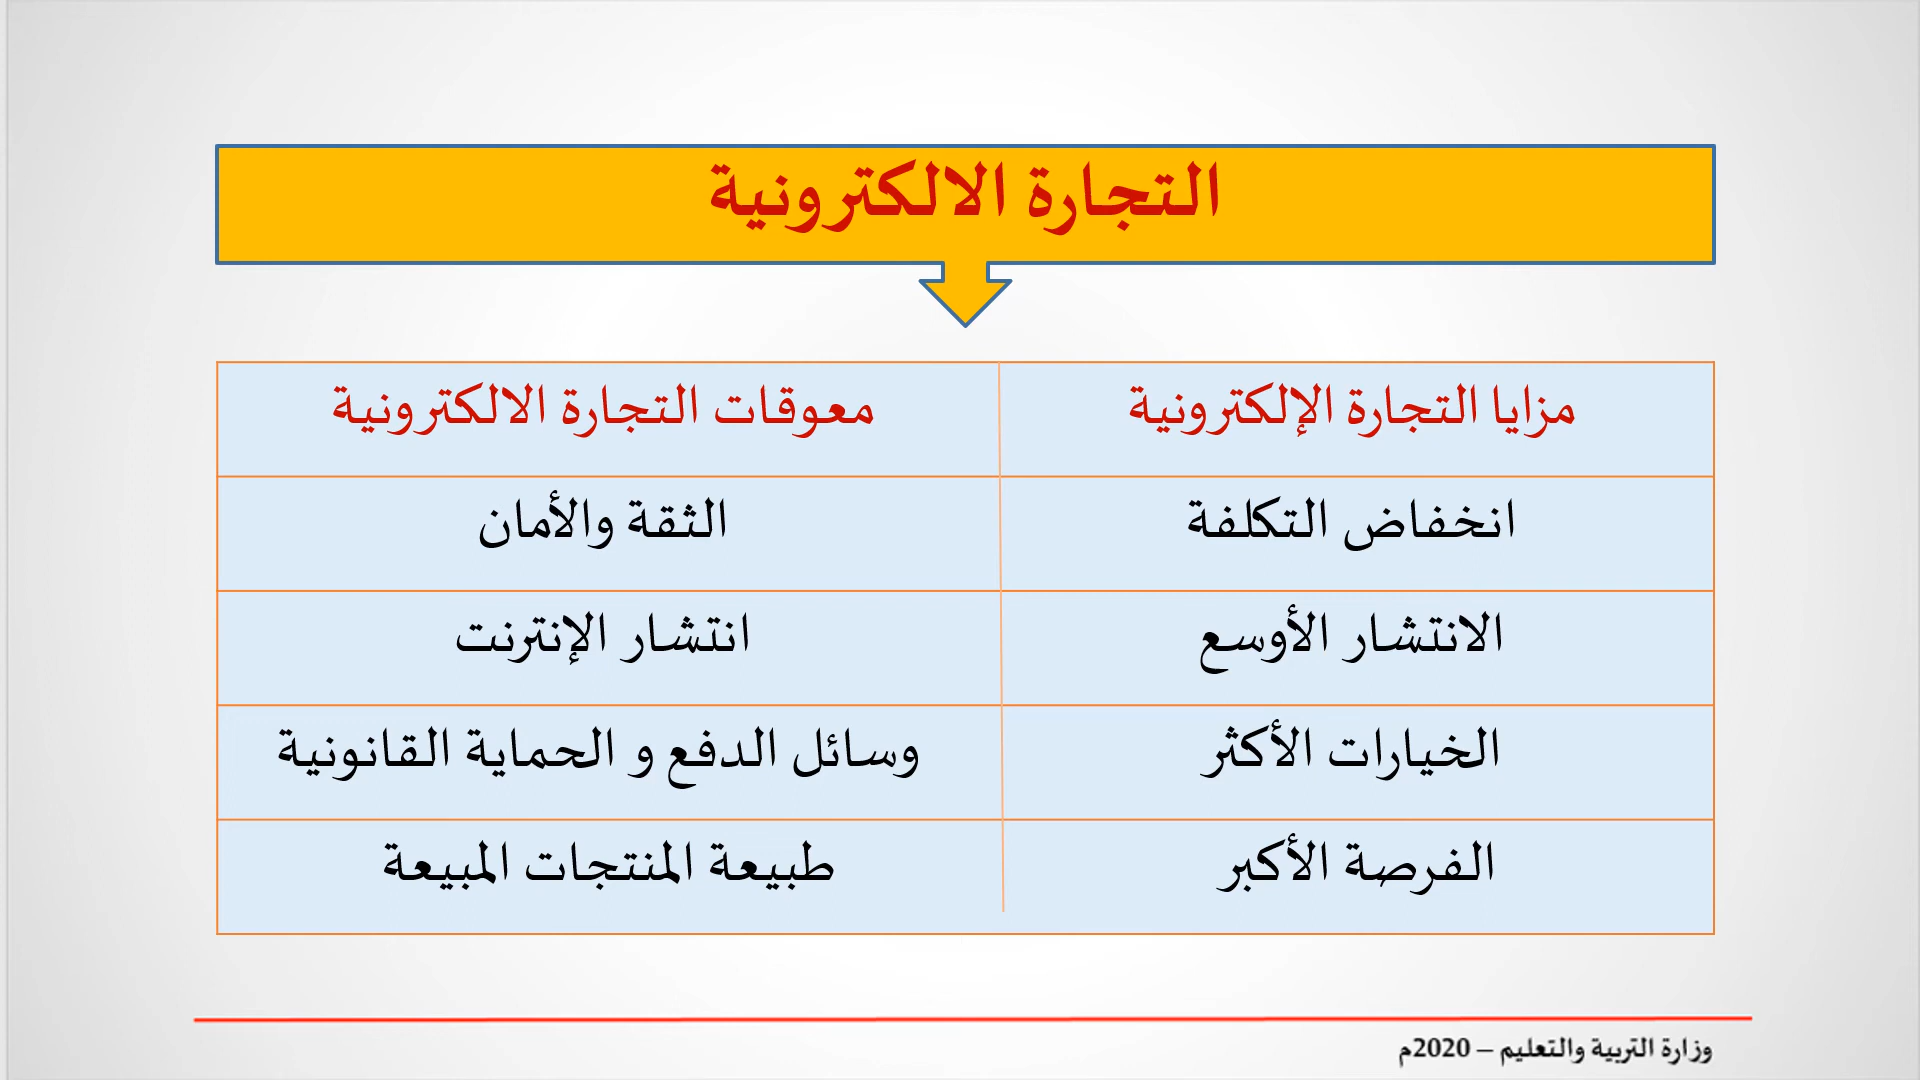 التجارة الالكترونية
مزايا التجارة الإلكترونية
معوقات التجارة الالكترونية
انخفاض التكلفة
الثقة والأمان
الانتشار الأوسع
انتشار الإنترنت
الخيارات الأكثر
وسائل الدفع و الحماية القانونية
الفرصة الأكبر
طبيعة المنتجات المبيعة
وزارة التربية والتعليم – 2020م